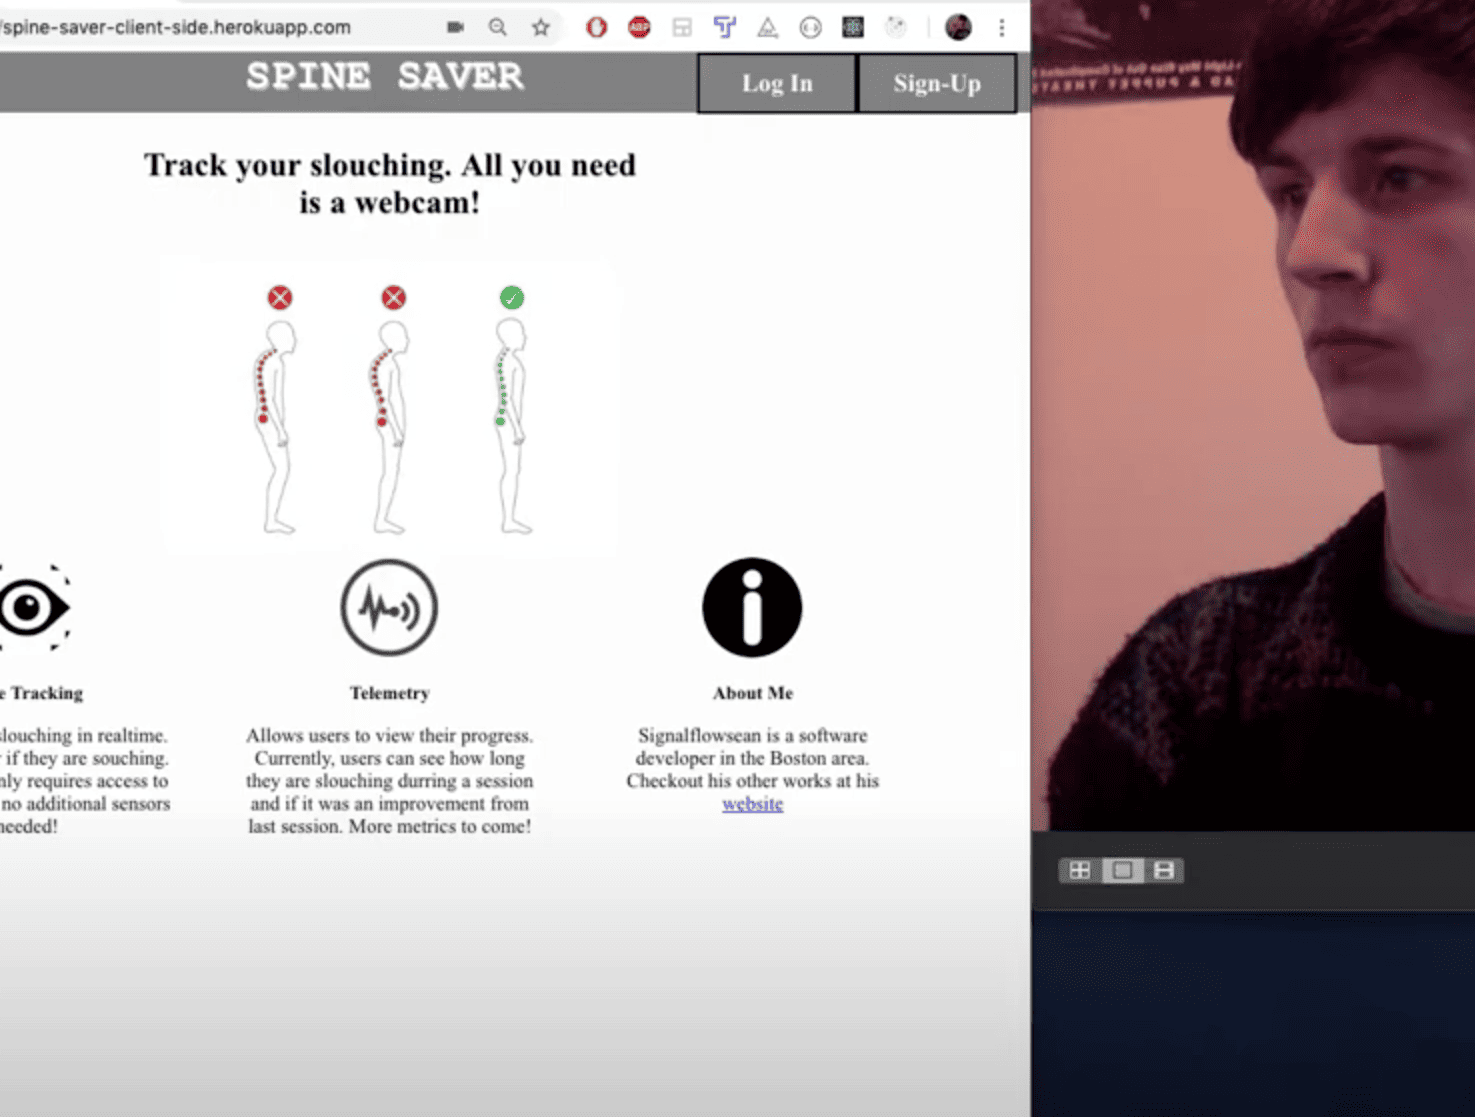 /spine-saver-client-side.herokuapp.com
ABP
SPINE SAVER
Log In
Sign-Up
Track your slouching. All you need
is a webcam!
e Tracking
slouching in realtime.
if they are souching.
nly requires access to
no additional sensors
needed!
Telemetry
Allows users to view their progress.
Currently, users can see how long
they are slouching durring a session
and if it was an improvement from
last session. More metrics to come!
About Me
Signalflowsean is a software
developer in the Boston area.
Checkout his other works at his
website